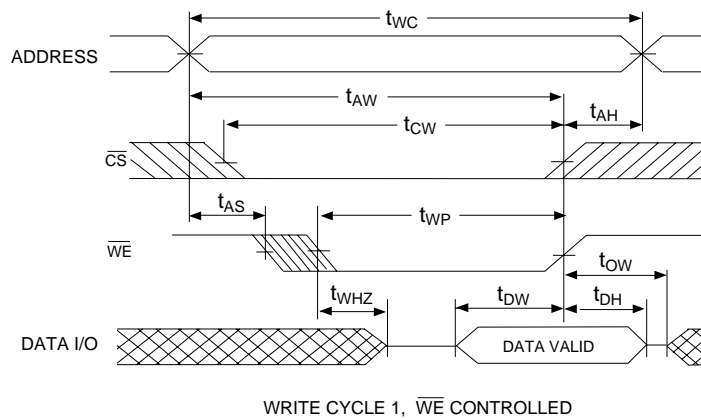 tWC
ADDRESS
tAW
tCW
tAH
CS
tAS
tWP
WE
tOW
tWHZ
tDW
tDH
DATA I/O
DATA VALID
WRITE CYCLE 1, WE CONTROLLED